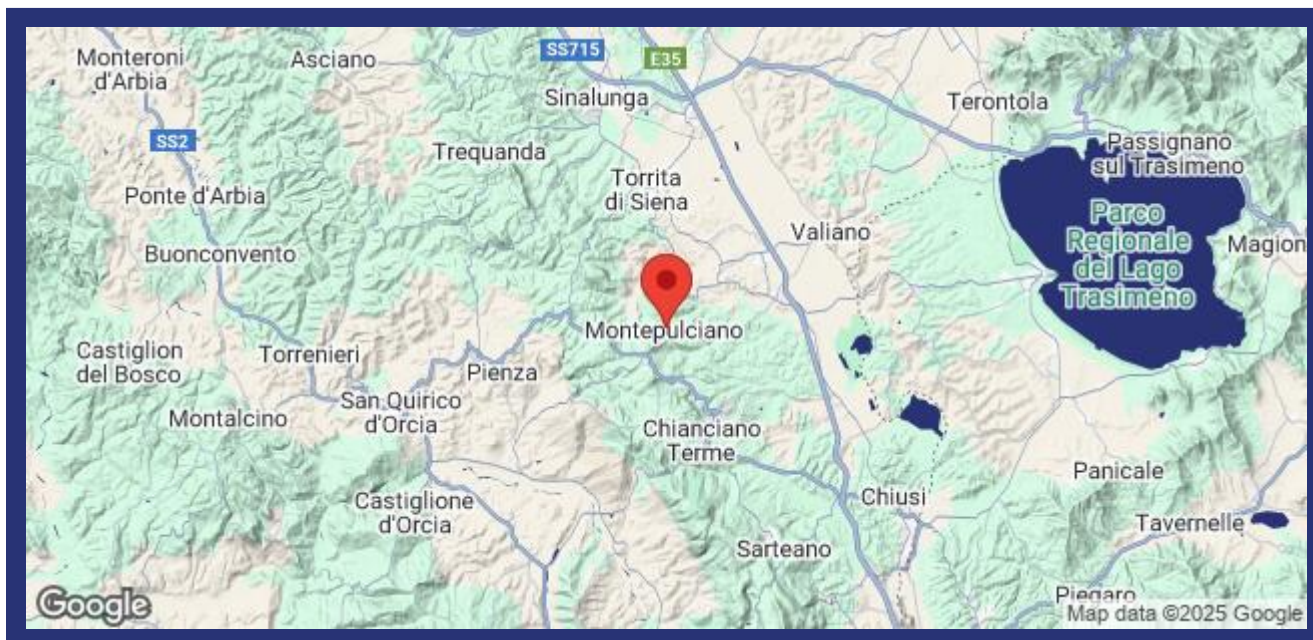 Monteroni
d'Arbia
Asciano
SS715
E35
Sinalunga
Terontola
SS2
Trequanda
Passignano
sul Trasimeno
Ponte d'Arbia
Torrita
di Siena
Parco
Regionale
del Lago
Trasimeno
Valiano
Magion
Buonconvento
Montepulciano
Castiglion
del Bosco
Torrenieri
Pienza
San Quirico
d'Orcia
Montalcino
Chianciano
Terme
Panicale
Castiglione
d'Orcia
Chiusi
Tavernelle
Sarteano
Piegaro
Google
Map data ©2025 Google